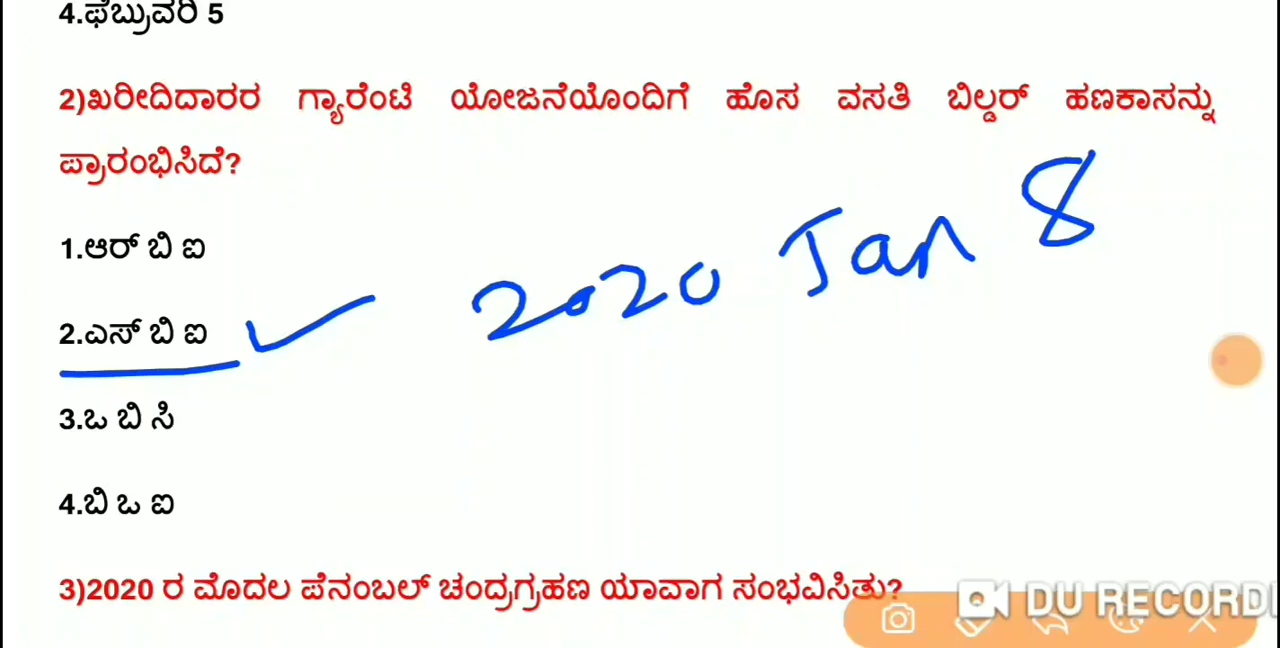 4.ಫೆಬ್ರುವರಿ 5
2)ಖರೀದಿದಾರರ ಗ್ಯಾರೆಂಟಿ ಯೋಜನೆಯೊಂದಿಗೆ ಹೊಸ ವಸತಿ ಬಿಲ್ಡರ್ ಹಣಕಾಸನ್ನು
ಪ್ರಾರಂಭಿಸಿದೆ?
1.ಆರ್ ಬಿ ಐ
2.ಎಸ್ ಬಿ ಐ
2020 Jan 8
3.ಒ ಬಿ ಸಿ
4.ಬಿ ಒ ಐ
3)2020 ರ ಮೊದಲ ಪೆನಂಬಲ್ ಚಂದ್ರಗ್ರಹಣ ಯಾವಾಗ ಸಂಭವಿಸಿತು?
DU RECORD